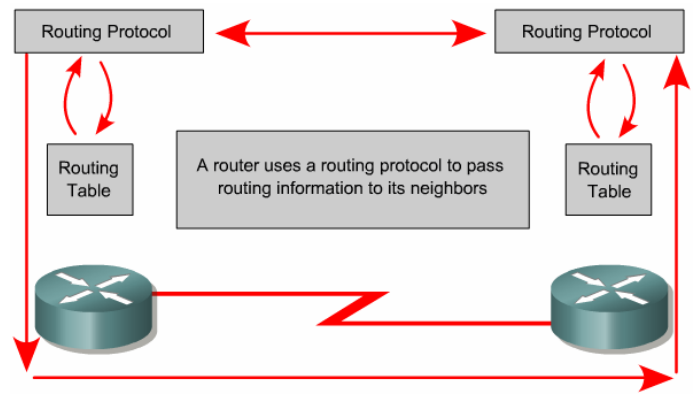 Routing Protocol
Routing Protocol
Routing
Table
A router uses a routing protocol to pass
routing information to its neighbors
Routing
Table